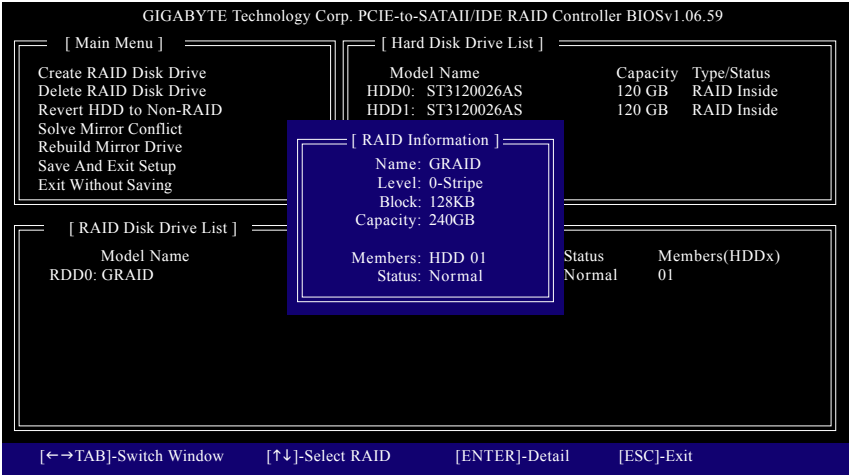 GIGABYTE Technology Corp. PCIE-to-SATAII/IDE RAID Controller BIOSv1.06.59
[ Main Menu ]
Create RAID Disk Drive
Delete RAID Disk Drive
Revert HDD to Non-RAID
Solve Mirror Conflict
Rebuild Mirror Drive
Save And Exit Setup
Exit Without Saving
[ Hard Disk Drive List ]
Model Name Capacity Type/Status
HDD0: ST3120026AS 120 GB RAID Inside
HDD1: ST3120026AS 120 GB RAID Inside
[ RAID Information ]
Name: GRAID
Level: 0-Stripe
Block: 128KB
Capacity: 240GB
Members: HDD 01
Status: Normal
[ RAID Disk Drive List ]
Model Name Status Members(HDDx)
RDD0: GRAID Normal 01
[←→TAB]-Switch Window [↑↓]-Select RAID [ENTER]-Detail [ESC]-Exit